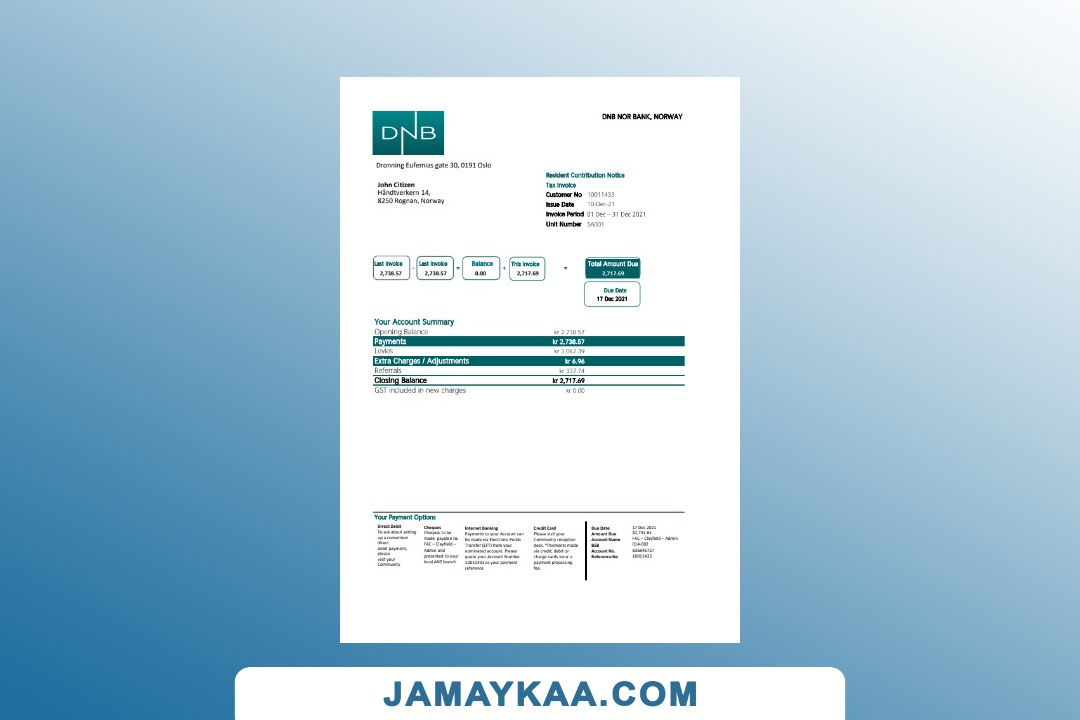 DNB
DNB NOR BANK, NORWAY
Dronning Eufemias gate 30, 0191 Oslo
John Citizen
Håndtverkern 14,
8250 Rognan, Norway
Resident Contribution Notice
Tax Invoice
Customer No 10011433
Issue Date 10-Dec-21
Invoice Period 01 Dec – 31 Dec 2021
Unit Number SA001
Last Invoice - Last Invoice = Balance + This Invoice = Total Amount Due
2,738.57 2,738.57 0.00 2,717.69 2,717.69
Due Date
17 Dec 2021
Your Account Summary
Opening Balance kr 2,738.57
Payments kr 2,738.57
Levies kr 3,062.39
Extra Charges / Adjustments kr 6.96
Referrals kr 337.74
Closing Balance kr 2,717.69
GST included in new charges kr 0.00
Your Payment Options
Direct Debit
To ask about setting
up a convenient
direct
debit payment,
please
visit your
Community
Cheques
Cheques to be
made payable to:
FAC – Clayfield –
Admin and
presented to your
local ANZ branch
Internet Banking
Payments to your Account can
be made via Electronic Funds
Transfer (EFT) from your
nominated account. Please
quote your Account Number
10011433 as your payment
reference.
Credit Card
Please visit your
Community reception
desk. *Payments made
via credit, debit or
charge cards incur a
payment processing
fee.
Due Date 17 Dec 2021
Amount Due
Account Name FAC – Clayfield – Admin
BSB 014-002
Account No.
Reference No 10011433
JAMAYKAA.COM